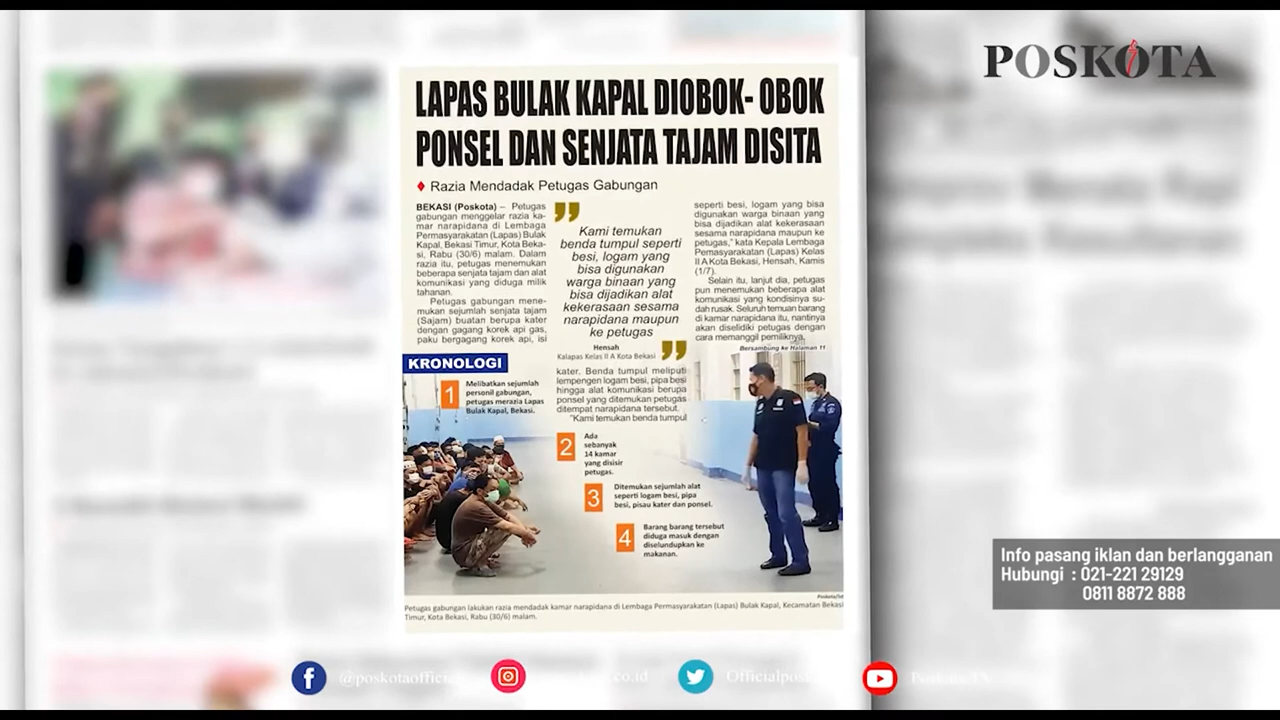 POSKOTA
LAPAS BULAK KAPAL DIOBOK- OBOK
PONSEL DAN SENJATA TAJAM DISITA
Razia Mendadak Petugas Gabungan
BEKASI (Poskota) – Petugas
gabungan menggelar razia ka-
mar narapidana di Lembaga
Permasyarakatan (Lapas) Bulak
Kapal, Bekasi Timur, Kota Beka-
si, Rabu (30/6) malam. Dalam
razia itu, petugas menemukan
beberapa senjata tajam dan alat
komunikasi yang diduga milik
tahanan.
Petugas gabungan mene-
mukan sejumlah senjata tajam
(Sajam) buatan berupa kater
dengan gagang korek api gas,
paku bergagang korek api, isi
Kami temukan
benda tumpul seperti
besi, logam yang
bisa digunakan
warga binaan yang
bisa dijadikan alat
kekerasaan sesama
narapidana maupun
ke petugas
Hensah
Kalapas Kelas II A Kota Bekasi
kater. Benda tumpul meliputi
lempengen logam besi, pipa besi
hingga alat komunikasi berupa
ponsel yang ditemukan petugas
ditempat narapidana tersebut.
"Kami temukan benda tumpul
seperti besi, logam yang bisa
digunakan warga binaan yang
bisa dijadikan alat kekerasaan
sesama narapidana maupun ke
petugas," kata Kepala Lembaga
Pemasyarakatan (Lapas) Kelas
II A Kota Bekasi, Hensah, Kamis
(1/7).
Selain itu, lanjut dia, petugas
pun menemukan beberapa alat
komunikasi yang kondisinya su-
dah rusak. Seluruh temuan barang
di kamar narapidana itu, nantinya
akan diselidiki petugas dengan
cara memanggil pemiliknya.
Bersambung ke Halaman 11
KRONOLOGI
1
Melibatkan sejumlah
personil gabungan,
petugas merazia Lapas
Bulak Kapal, Bekasi.
2
Ada
sebanyak
14 kamar
yang disisir
petugas.
3
Ditemukan sejumlah alat
seperti logam besi, pipa
besi, pisau kater dan ponsel.
4
Barang barang tersebut
diduga masuk dengan
diselundupkan ke
makanan.
Petugas gabungan lakukan razia mendadak kamar narapidana di Lembaga Permasyarakatan (Lapas) Bulak Kapal, Kecamatan Bekasi
Timur, Kota Bekasi, Rabu (30/6) malam.
Info pasang iklan dan berlangganan
Hubungi : 021-221 29129
0811 8872 888